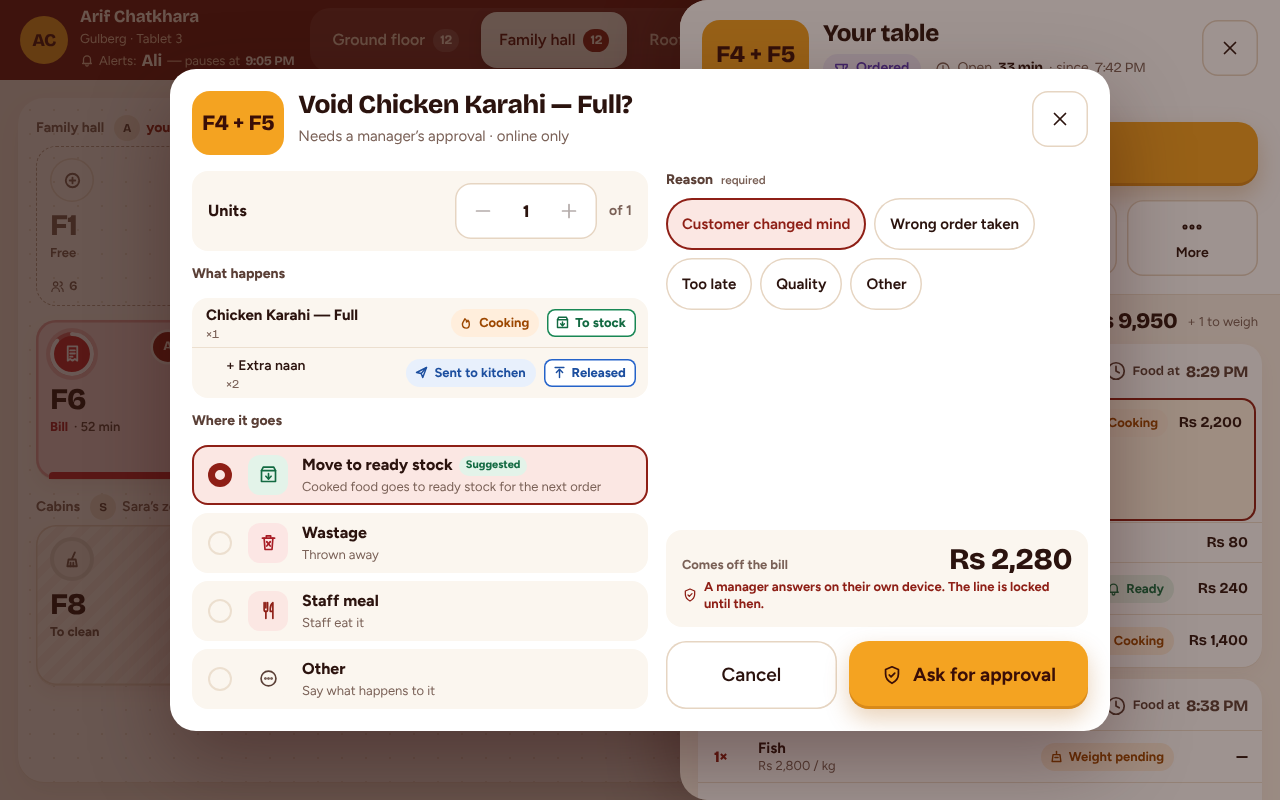 AC
Arif Chatkhara
Gulberg · Tablet 3
Alerts: Ali — pauses at 9:05 PM
Ground floor 12
Family hall 12
F4 + F5
Your table
Ordered
Open 33 min · since 7:42 PM
Family hall A
F1
Free
6
F6
Bill · 52 min
Cabins S
F8
To clean
F4 + F5
Void Chicken Karahi — Full?
Needs a manager's approval · online only
Units
1
of 1
What happens
Chicken Karahi — Full
×1
Cooking
To stock
+ Extra naan
×2
Sent to kitchen
Released
Where it goes
Move to ready stock Suggested
Cooked food goes to ready stock for the next order
Wastage
Thrown away
Staff meal
Staff eat it
Other
Say what happens to it
Reason required
Customer changed mind
Wrong order taken
Too late
Quality
Other
Comes off the bill
Rs 2,280
A manager answers on their own device. The line is locked
until then.
Cancel
Ask for approval
More
9,950 + 1 to weigh
Food at 8:29 PM
Cooking Rs 2,200
Rs 80
Ready Rs 240
Cooking Rs 1,400
Food at 8:38 PM
1×
Fish
Rs 2,800 / kg
Weight pending
—